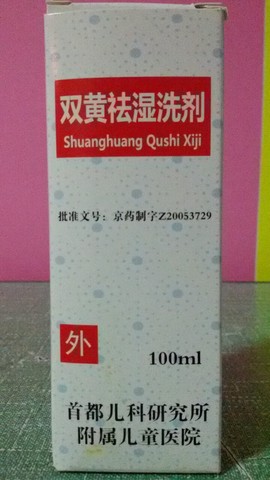 双黄祛湿洗剂
Shuanghuang Qushi Xiji
批准文号：京药制字Z20053729
外
100ml
首都儿科研究所
附属儿童医院